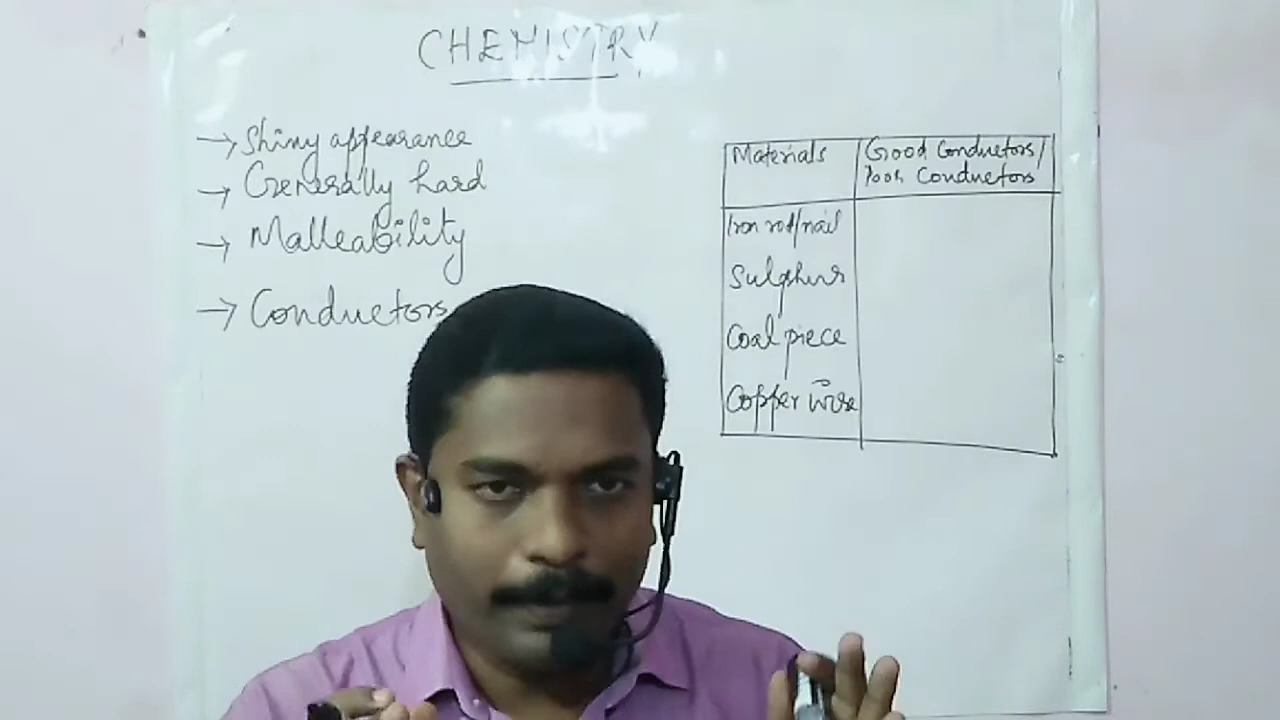 CHEMISTRY
→ Shiny appearance
→ Generally hard
→ Malleability
→ Conductors
Materials
Good Conductors/
Poor Conductors
Iron rod/nail
Sulphur
Coal piece
Copper wire